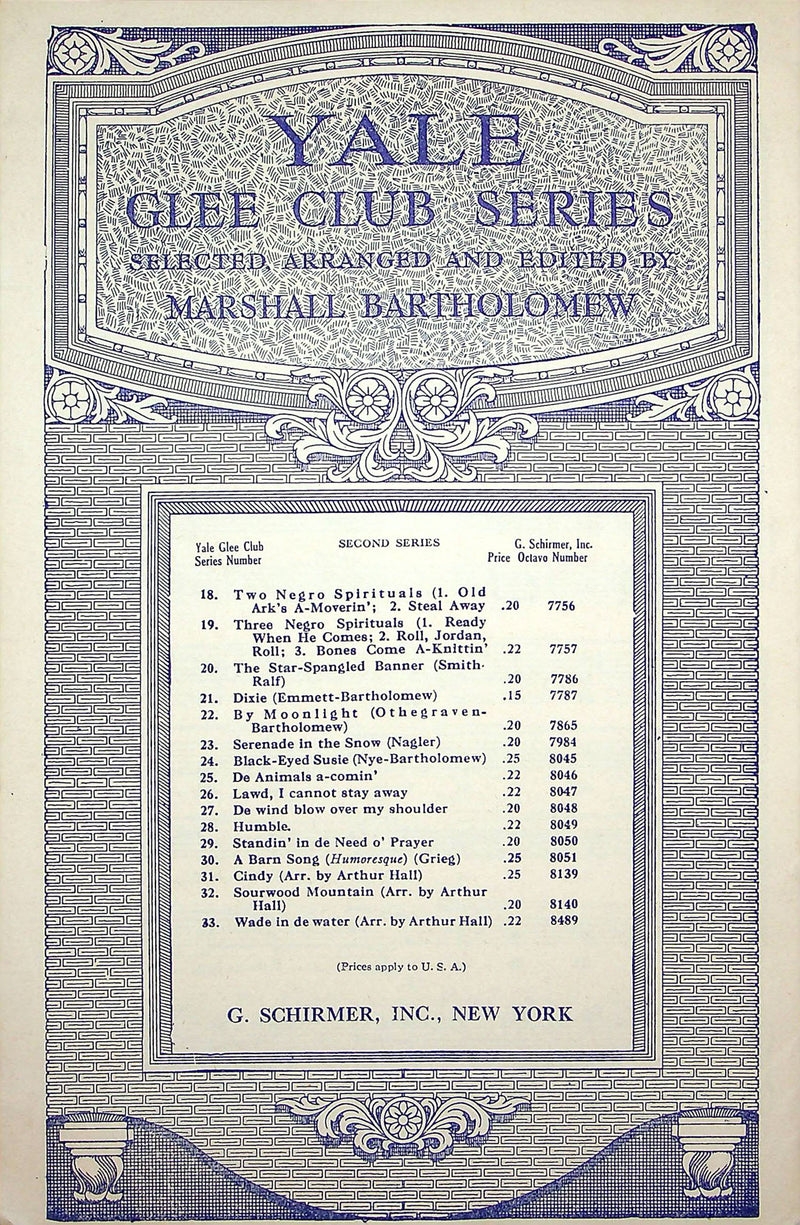 YALE
GLEE CLUB SERIES
SELECTED, ARRANGED AND EDITED BY
MARSHALL BARTHOLOMEW
Yale Glee Club SECOND SERIES G. Schirmer, Inc.
Series Number Price Octavo Number
18. Two Negro Spirituals (1. Old
Ark's A-Moverin'; 2. Steal Away .20 7756
19. Three Negro Spirituals (1. Ready
When He Comes; 2. Roll, Jordan,
Roll; 3. Bones Come A-Knittin' .22 7757
20. The Star-Spangled Banner (Smith-
Ralf) .20 7786
21. Dixie (Emmett-Bartholomew) .15 7787
22. By Moonlight (Othegraven-
Bartholomew) .20 7865
23. Serenade in the Snow (Nagler) .20 7984
24. Black-Eyed Susie (Nye-Bartholomew) .25 8045
25. De Animals a-comin' .22 8046
26. Lawd, I cannot stay away .22 8047
27. De wind blow over my shoulder .20 8048
28. Humble. .22 8049
29. Standin' in de Need o' Prayer .20 8050
30. A Barn Song (Humoresque) (Grieg) .25 8051
31. Cindy (Arr. by Arthur Hall) .25 8139
32. Sourwood Mountain (Arr. by Arthur
Hall) .20 8140
33. Wade in de water (Arr. by Arthur Hall) .22 8489
(Prices apply to U. S. A.)
G. SCHIRMER, INC., NEW YORK